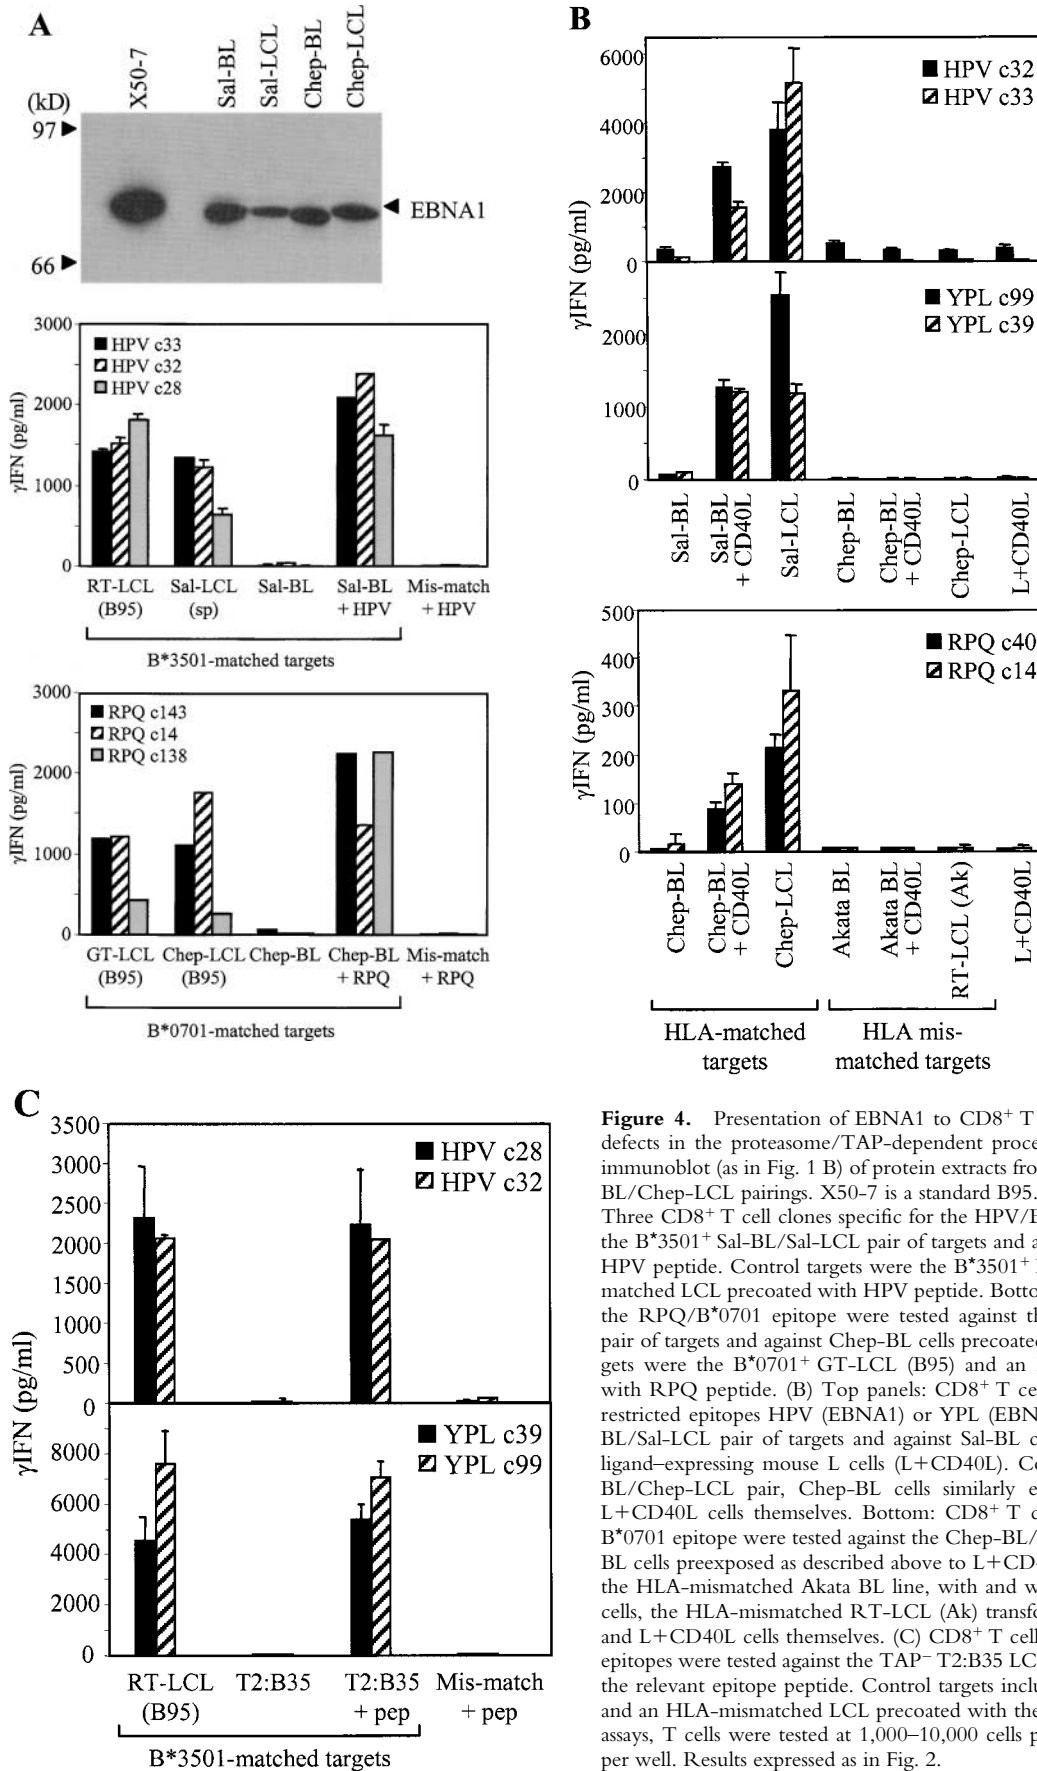 A
X50-7
Sal-BL
Sal-LCL
Chep-BL
Chep-LCL
(kD)
97
EBNA1
66
3000
2000
1000
0
γIFN (pg/ml)
HPV c33
HPV c32
HPV c28
RT-LCL (B95)
Sal-LCL (sp)
Sal-BL
Sal-BL + HPV
Mis-match + HPV
B*3501-matched targets
3000
2000
1000
0
γIFN (pg/ml)
RPQ c143
RPQ c14
RPQ c138
GT-LCL (B95)
Chep-LCL (B95)
Chep-BL
Chep-BL + RPQ
Mis-match + RPQ
B*0701-matched targets
B
6000
4000
2000
0
HPV c32
HPV c33
γIFN (pg/ml)
2000
1000
0
YPL c99
YPL c39
Sal-BL
Sal-BL + CD40L
Sal-LCL
Chep-BL
Chep-BL + CD40L
Chep-LCL
L+CD40L
500
400
300
200
100
0
γIFN (pg/ml)
RPQ c40
RPQ c14
Chep-BL
Chep-BL + CD40L
Chep-LCL
Akata BL
Akata BL + CD40L
RT-LCL (Ak)
L+CD40L
HLA-matched targets
HLA mis-matched targets
C
3500
3000
2500
2000
1500
1000
500
0
HPV c28
HPV c32
γIFN (pg/ml)
8000
6000
4000
2000
0
YPL c39
YPL c99
RT-LCL (B95)
T2:B35
T2:B35 + pep
Mis-match + pep
B*3501-matched targets
Figure 4. Presentation of EBNA1 to CD8+ T
defects in the proteasome/TAP-dependent proce
immunoblot (as in Fig. 1 B) of protein extracts fro
BL/Chep-LCL pairings. X50-7 is a standard B95.
Three CD8+ T cell clones specific for the HPV/B
the B*3501+ Sal-BL/Sal-LCL pair of targets and a
HPV peptide. Control targets were the B*3501+
matched LCL precoated with HPV peptide. Bottom
the RPQ/B*0701 epitope were tested against th
pair of targets and against Chep-BL cells precoated
gets were the B*0701+ GT-LCL (B95) and an
with RPQ peptide. (B) Top panels: CD8+ T cel
restricted epitopes HPV (EBNA1) or YPL (EBN
BL/Sal-LCL pair of targets and against Sal-BL c
ligand–expressing mouse L cells (L+CD40L). Co
BL/Chep-LCL pair, Chep-BL cells similarly e
L+CD40L cells themselves. Bottom: CD8+ T c
B*0701 epitope were tested against the Chep-BL/
BL cells preexposed as described above to L+CD
the HLA-mismatched Akata BL line, with and w
cells, the HLA-mismatched RT-LCL (Ak) transfo
and L+CD40L cells themselves. (C) CD8+ T cell
epitopes were tested against the TAP− T2:B35 LC
the relevant epitope peptide. Control targets inclu
and an HLA-mismatched LCL precoated with the
assays, T cells were tested at 1,000–10,000 cells p
per well. Results expressed as in Fig. 2.